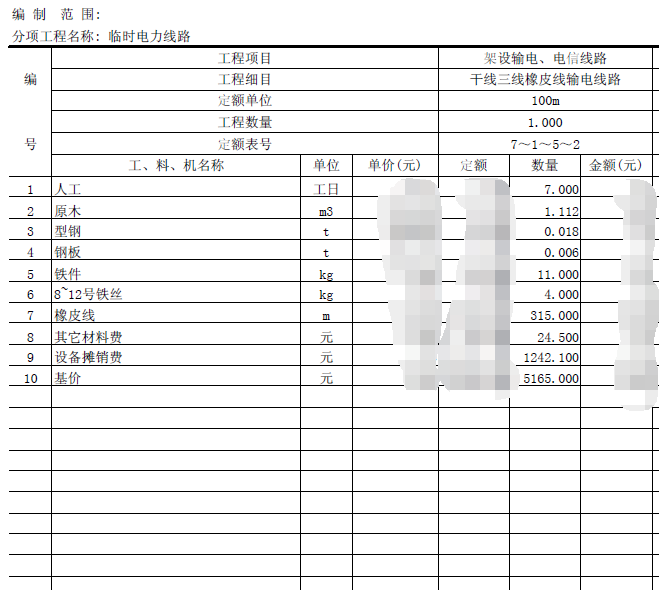 编 制 范 围:
分项工程名称: 临时电力线路
编
号
工程项目 架设输电、电信线路
工程细目 干线三线橡皮线输电线路
定额单位 100m
工程数量 1.000
定额表号 7～1～5～2
工、料、机名称 单位 单价(元) 定额 数量 金额(元)
1 人工 工日 7.000
2 原木 m3 1.112
3 型钢 t 0.018
4 钢板 t 0.006
5 铁件 kg 11.000
6 8~12号铁丝 kg 4.000
7 橡皮线 m 315.000
8 其它材料费 元 24.500
9 设备摊销费 元 1242.100
10 基价 元 5165.000